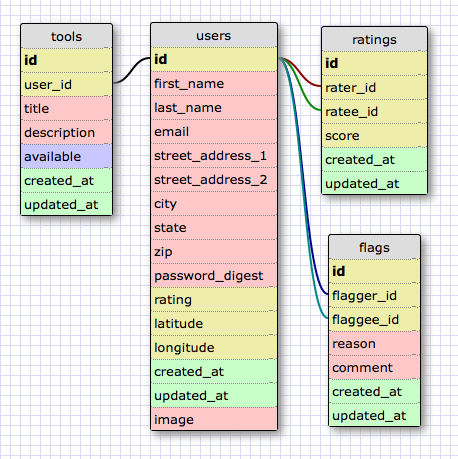 tools
id
user_id
title
description
available
created_at
updated_at
users
id
first_name
last_name
email
street_address_1
street_address_2
city
state
zip
password_digest
rating
latitude
longitude
created_at
updated_at
image
ratings
id
rater_id
ratee_id
score
created_at
updated_at
flags
id
flagger_id
flaggee_id
reason
comment
created_at
updated_at